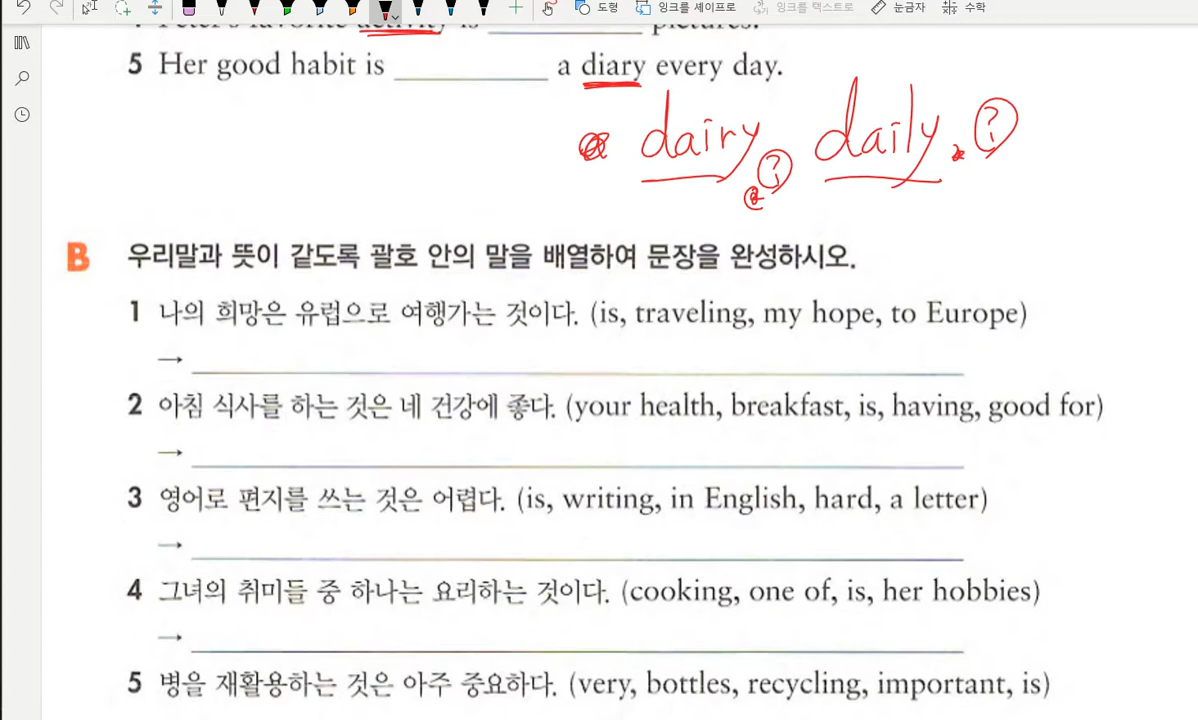 도형 잉크를 셰이프로 잉크를 텍스트로 눈금자 수학
activity pictures.
5 Her good habit is __________ a diary every day.
dairy ? daily ?
B 우리말과 뜻이 같도록 괄호 안의 말을 배열하여 문장을 완성하시오.
1 나의 희망은 유럽으로 여행가는 것이다. (is, traveling, my hope, to Europe)
→
2 아침 식사를 하는 것은 네 건강에 좋다. (your health, breakfast, is, having, good for)
→
3 영어로 편지를 쓰는 것은 어렵다. (is, writing, in English, hard, a letter)
→
4 그녀의 취미들 중 하나는 요리하는 것이다. (cooking, one of, is, her hobbies)
→
5 병을 재활용하는 것은 아주 중요하다. (very, bottles, recycling, important, is)